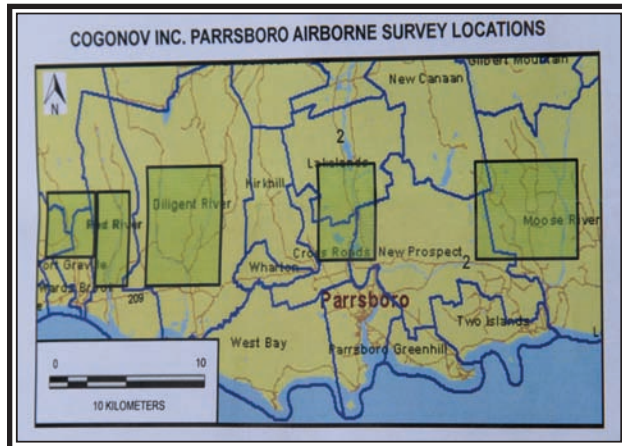 COGONOV INC. PARRSBORO AIRBORNE SURVEY LOCATIONS
Gilbert Mountain
New Canaan
N
2
Lakelands
Kirkhill
Diligent River
Red River
Moose River
Cross Roads New Prospect
2
Wharton
209
Parrsboro
Two Islands
West Bay
Parrsboro Greenhill
0 10
10 KILOMETERS